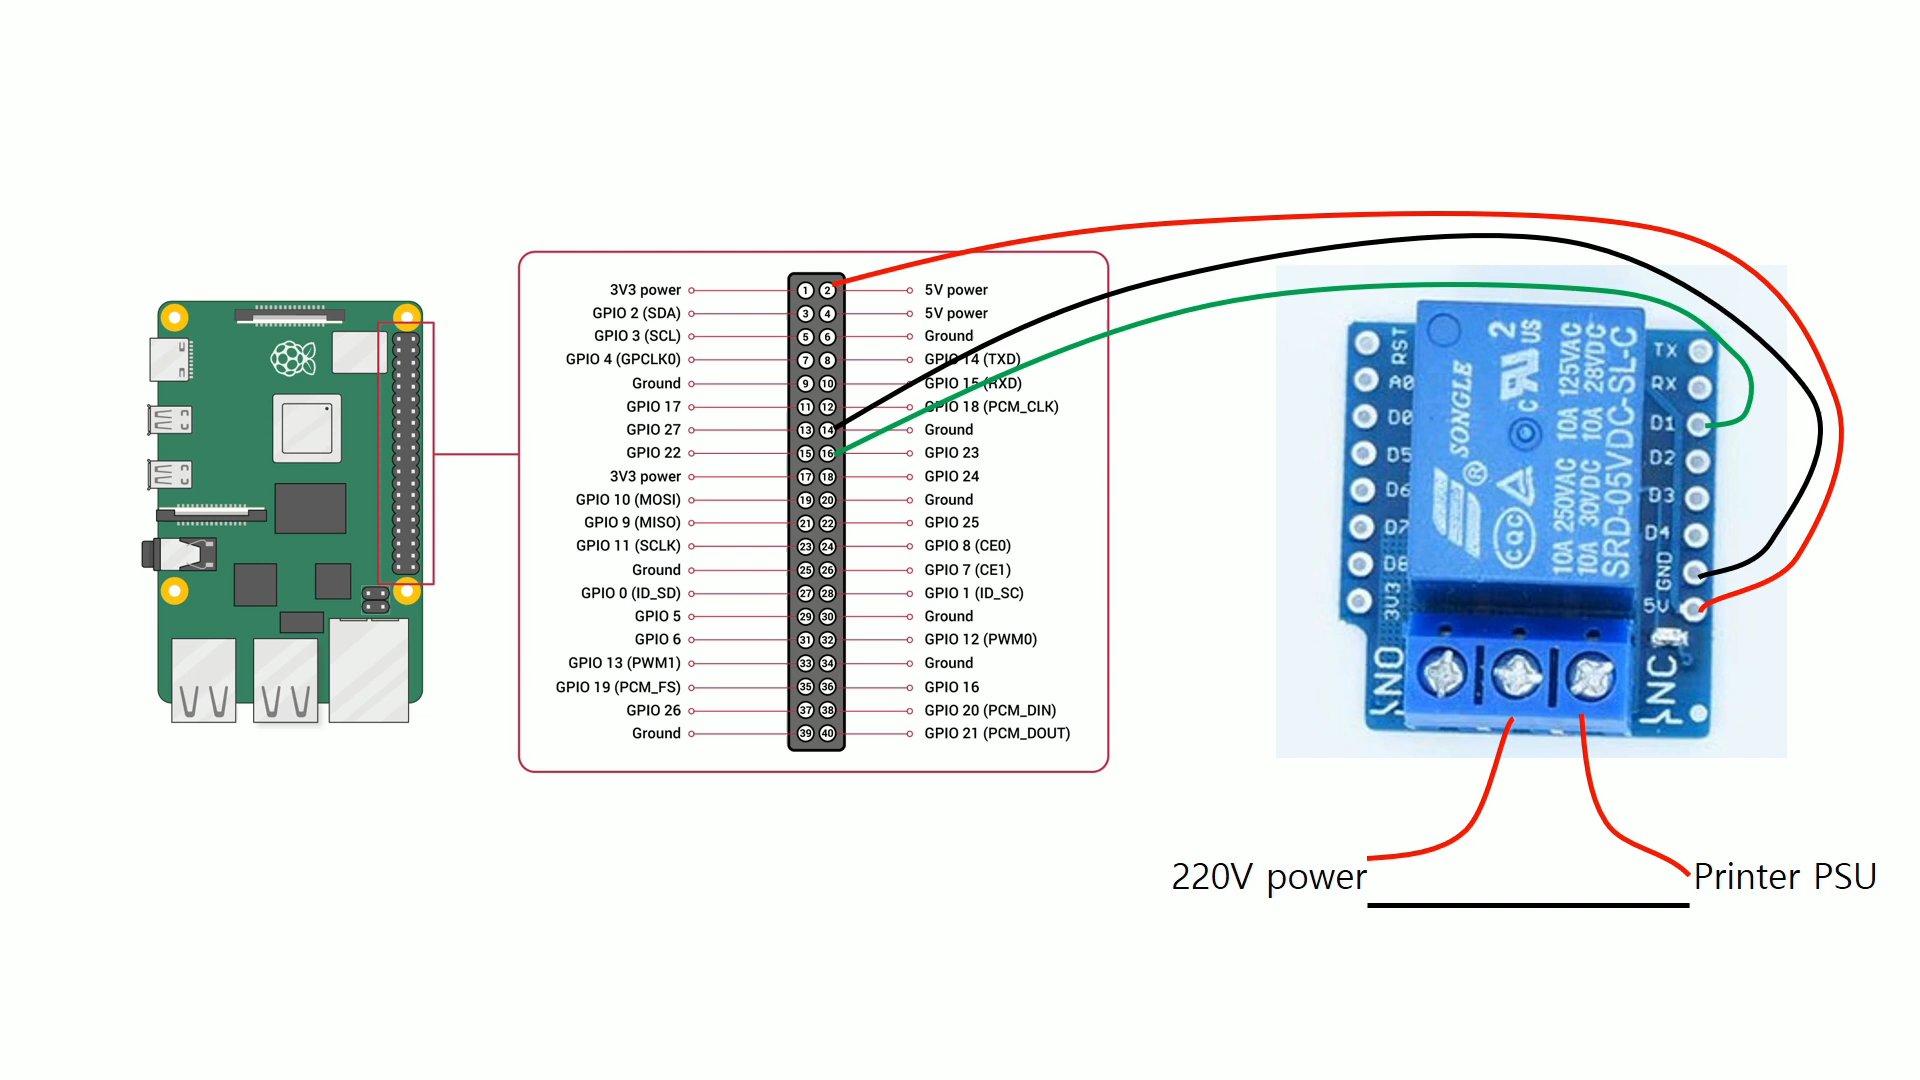 3V3 power 1 2 5V power
GPIO 2 (SDA) 3 4 5V power
GPIO 3 (SCL) 5 6 Ground
GPIO 4 (GPCLK0) 7 8 GPIO 14 (TXD)
Ground 9 10 GPIO 15 (RXD)
GPIO 17 11 12 GPIO 18 (PCM_CLK)
GPIO 27 13 14 Ground
GPIO 22 15 16 GPIO 23
3V3 power 17 18 GPIO 24
GPIO 10 (MOSI) 19 20 Ground
GPIO 9 (MISO) 21 22 GPIO 25
GPIO 11 (SCLK) 23 24 GPIO 8 (CE0)
Ground 25 26 GPIO 7 (CE1)
GPIO 0 (ID_SD) 27 28 GPIO 1 (ID_SC)
GPIO 5 29 30 Ground
GPIO 6 31 32 GPIO 12 (PWM0)
GPIO 13 (PWM1) 33 34 Ground
GPIO 19 (PCM_FS) 35 36 GPIO 16
GPIO 26 37 38 GPIO 20 (PCM_DIN)
Ground 39 40 GPIO 21 (PCM_DOUT)
RST
A0
D0
D5
D6
D7
D8
3V3
SONGLE ®
C US 2
CQC
10A 250VAC 10A 125VAC
10A 30VDC 10A 28VDC
SRD-05VDC-SL-C
TX
RX
D1
D2
D3
D4
GND
5V
NO
NC
220V power
Printer PSU